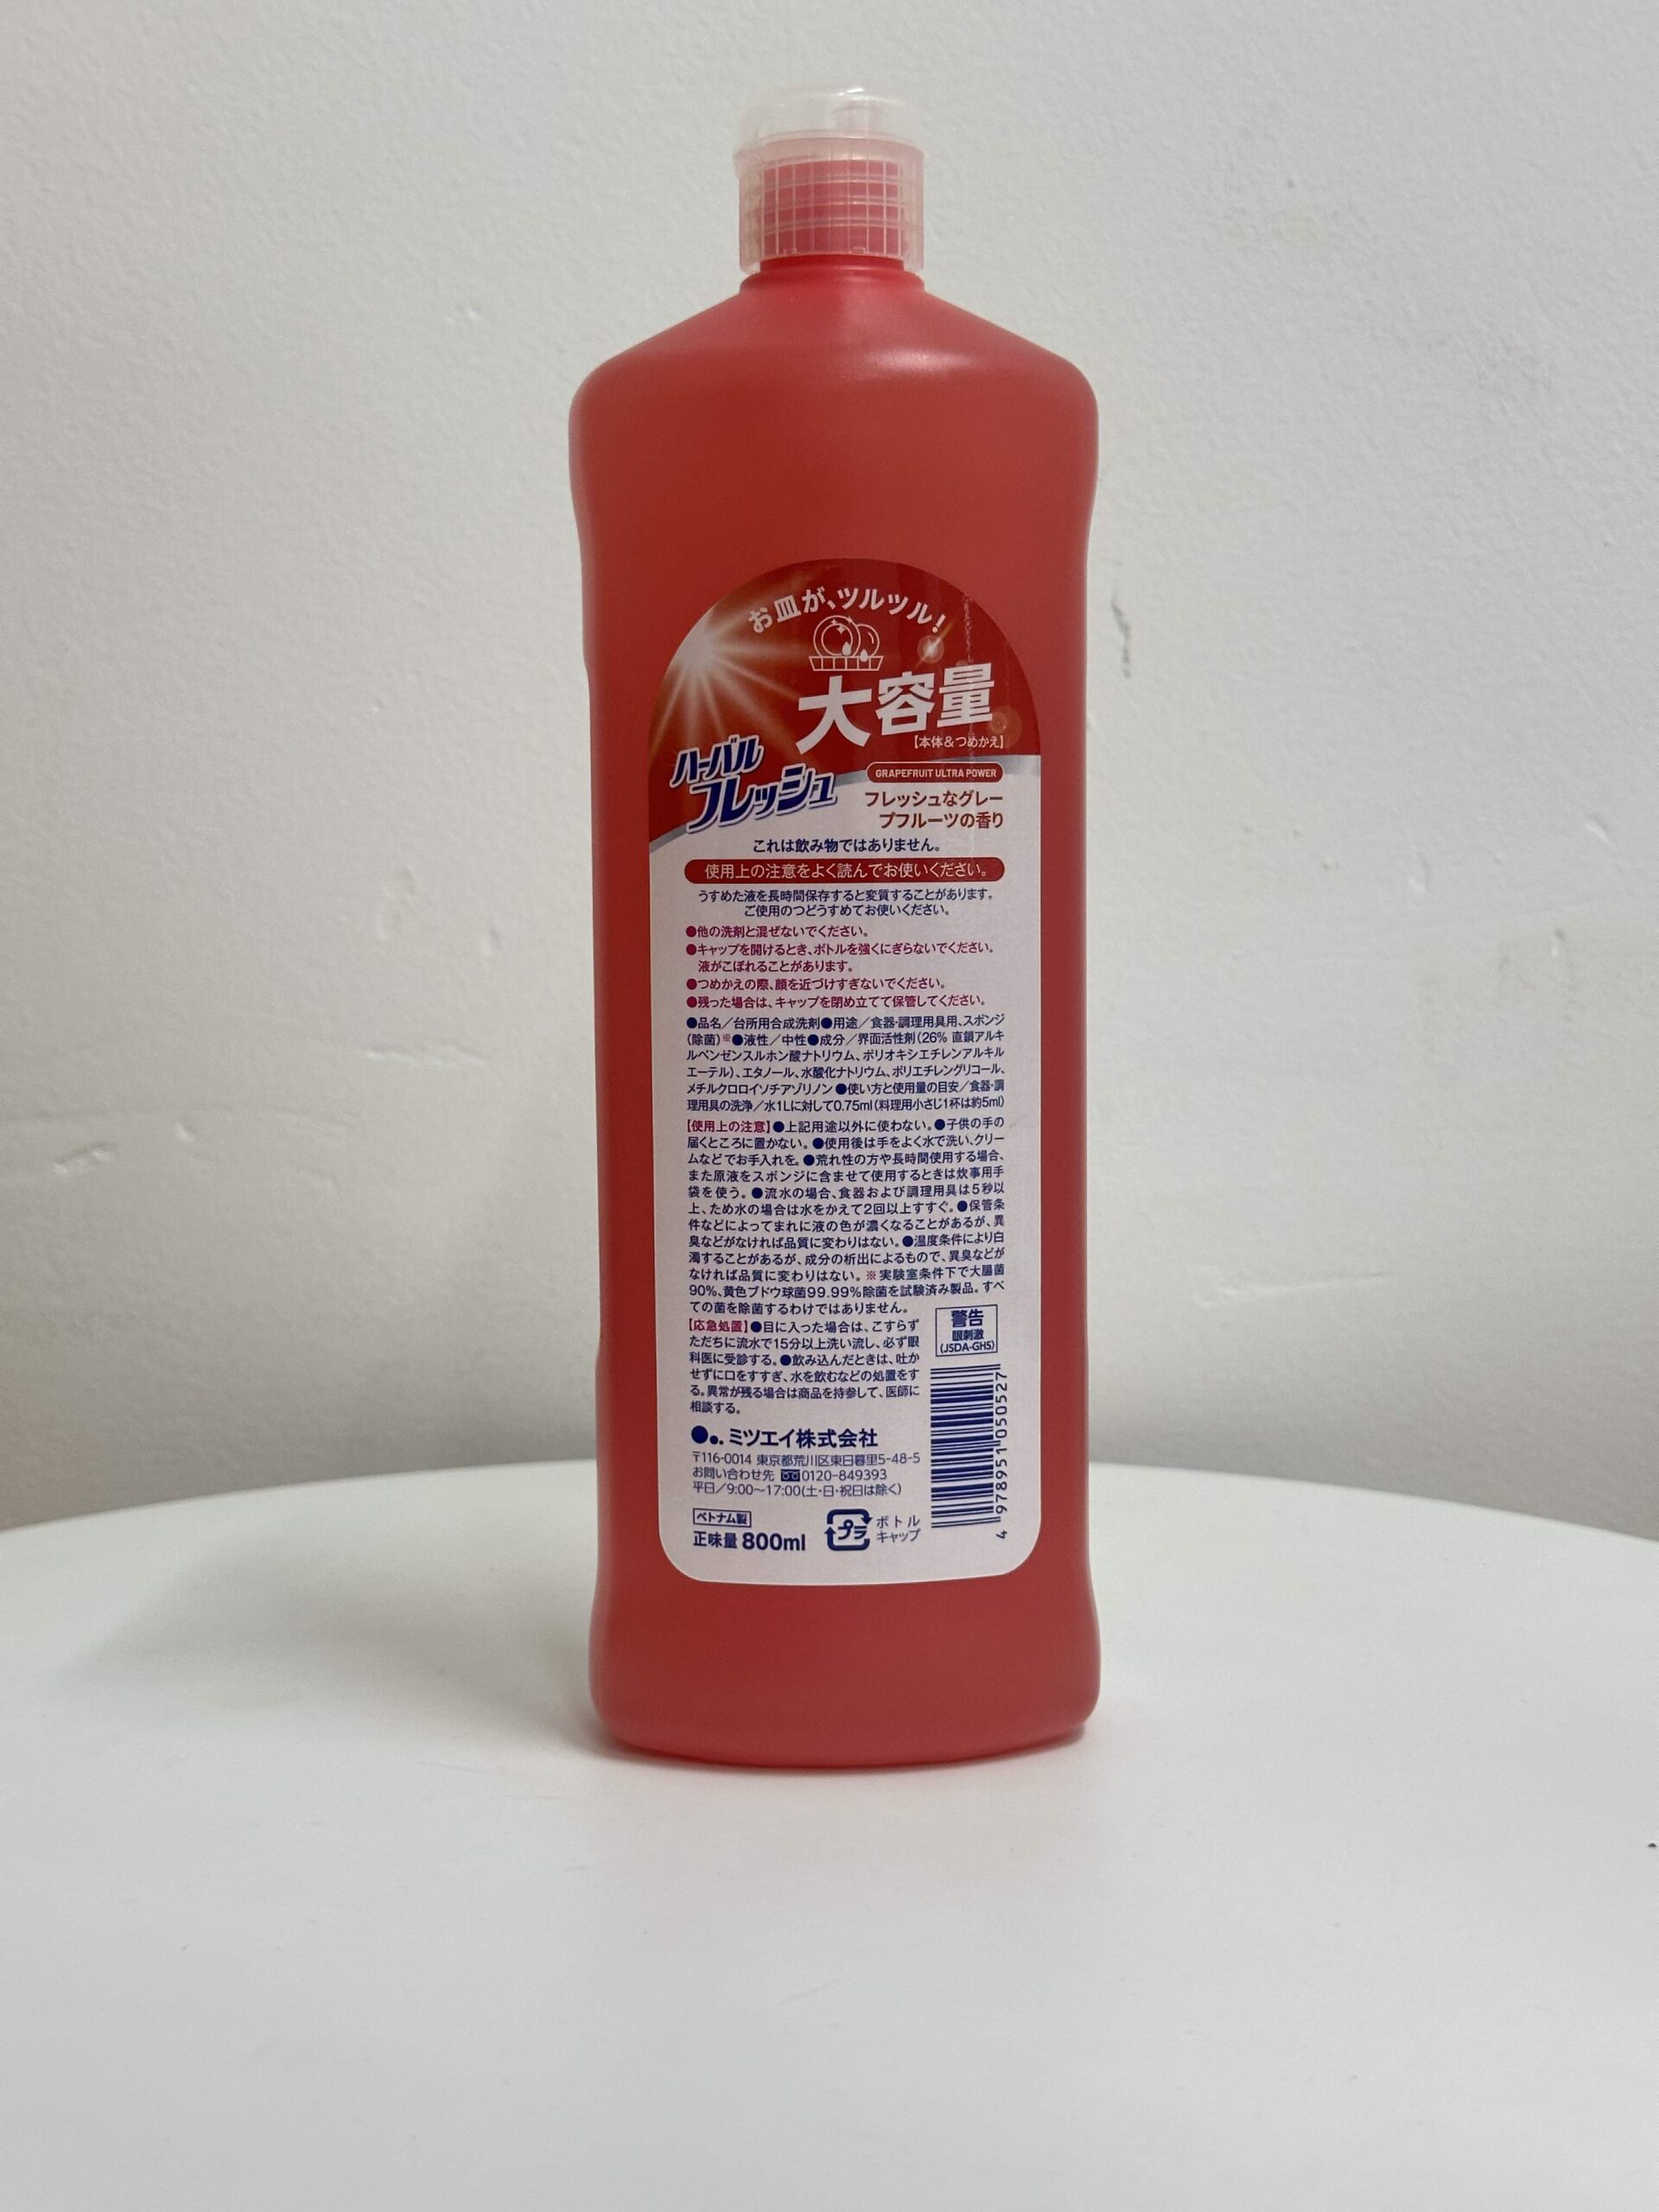 お皿が、ツルツル!
大容量
【本体&つめかえ】
ハーバル
フレッシュ
GRAPEFRUIT ULTRA POWER
フレッシュなグレー
プフルーツの香り
これは飲み物ではありません。
使用上の注意をよく読んでお使いください。
うすめた液を長時間保存すると変質することがあります。
ご使用のつどうすめてお使いください。
●他の洗剤と混ぜないでください。
●キャップを開けるとき、ボトルを強くにぎらないでください。
液がこぼれることがあります。
●つめかえの際、顔を近づけすぎないでください。
●残った場合は、キャップを閉め立てて保管してください。
●品名/台所用合成洗剤●用途/食器・調理用具用、スポンジ
(除菌)※●液性/中性●成分/界面活性剤(26% 直鎖アルキ
ルベンゼンスルホン酸ナトリウム、ポリオキシエチレンアルキル
エーテル)、エタノール、水酸化ナトリウム、ポリエチレングリコール、
メチルクロロイソチアゾリノン●使い方と使用量の目安/食器・調
理用具の洗浄/水1Lに対して0.75ml(料理用小さじ1杯は約5ml)
【使用上の注意】●上記用途以外に使わない。●子供の手の
届くところに置かない。●使用後は手をよく水で洗い、クリー
ムなどでお手入れを。●荒れ性の方や長時間使用する場合、
また原液をスポンジに含ませて使用するときは炊事用手
袋を使う。●流水の場合、食器および調理用具は5秒以
上、ため水の場合は水をかえて2回以上すすぐ。●保管条
件などによってまれに液の色が濃くなることがあるが、異
臭などがなければ品質に変わりはない。●温度条件により白
濁することがあるが、成分の析出によるもので、異臭などが
なければ品質に変わりはない。※実験室条件下で大腸菌
90%、黄色ブドウ球菌99.99%除菌を試験済み製品。すべ
ての菌を除菌するわけではありません。
【応急処置】●目に入った場合は、こすらず
ただちに流水で15分以上洗い流し、必ず眼
科医に受診する。●飲み込んだときは、吐か
せずに口をすすぎ、水を飲むなどの処置をす
る。異常が残る場合は商品を持参して、医師に
相談する。
警告
眼刺激
(JSDA-GHS)
ミツエイ株式会社
〒116-0014 東京都荒川区東日暮里5-48-5
お問い合わせ先 0120-849393
平日/9:00〜17:00(土・日・祝日は除く)
ベトナム製
正味量 800ml
プラ
ボトル
キャップ
4 978951 050527